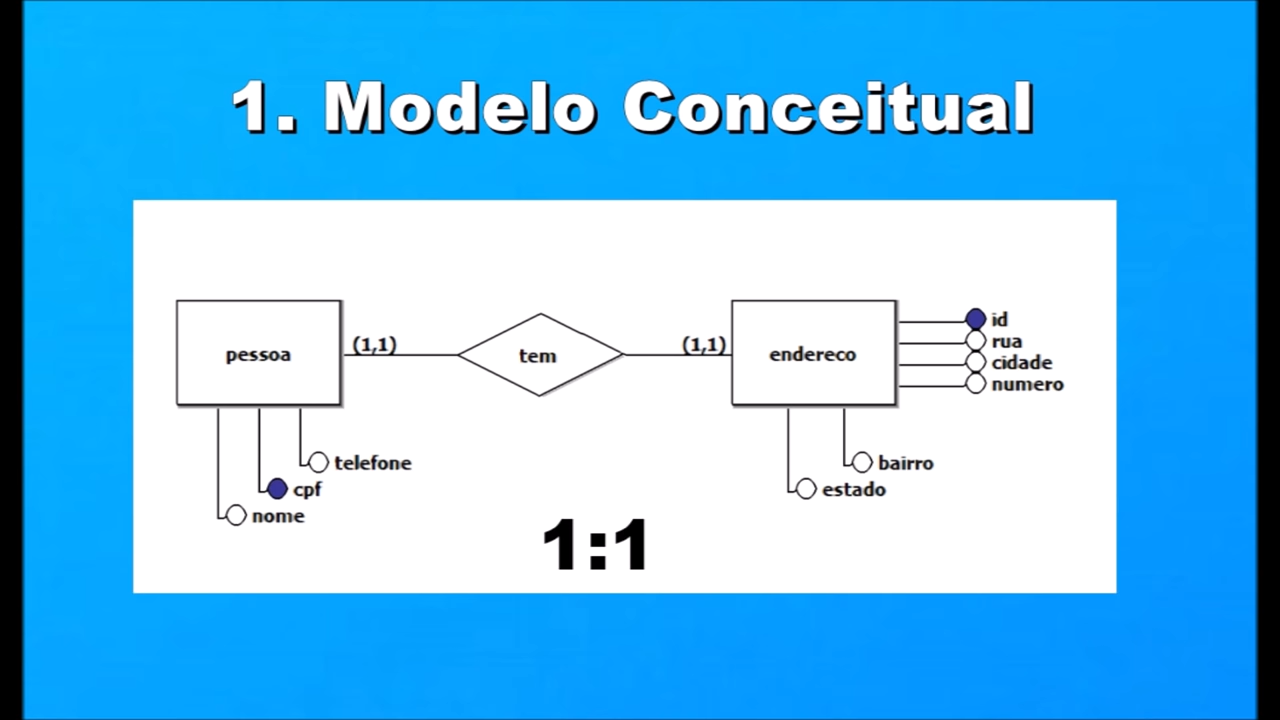 1. Modelo Conceitual
pessoa
(1,1)
tem
(1,1)
endereco
id
rua
cidade
numero
telefone
cpf
nome
bairro
estado
1:1